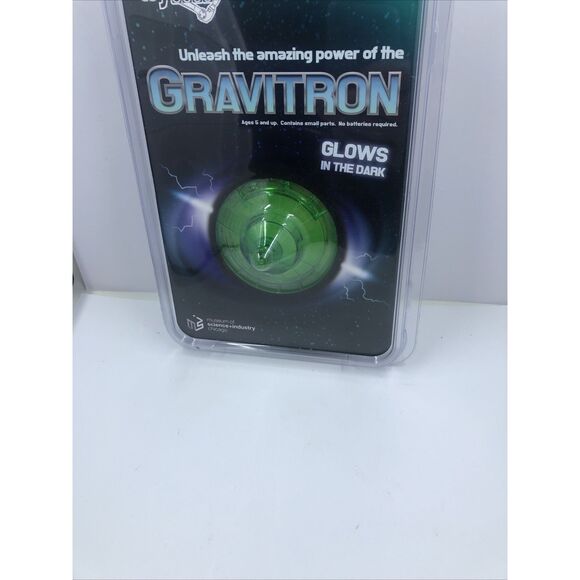 Unleash the amazing power of the
GRAVITRON
Ages 5 and up. Contains small parts. No batteries required.
GLOWS
IN THE DARK
museum of
science+industry
chicago